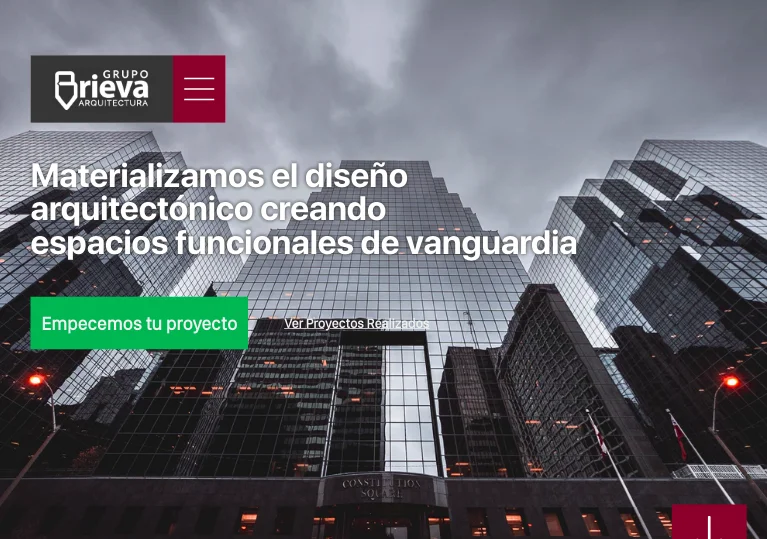 GRUPO
Brieva
ARQUITECTURA
Materializamos el diseño
arquitectónico creando
espacios funcionales de vanguardia
Empecemos tu proyecto
Ver Proyectos Realizados
CONSTITUTION
SQUARE